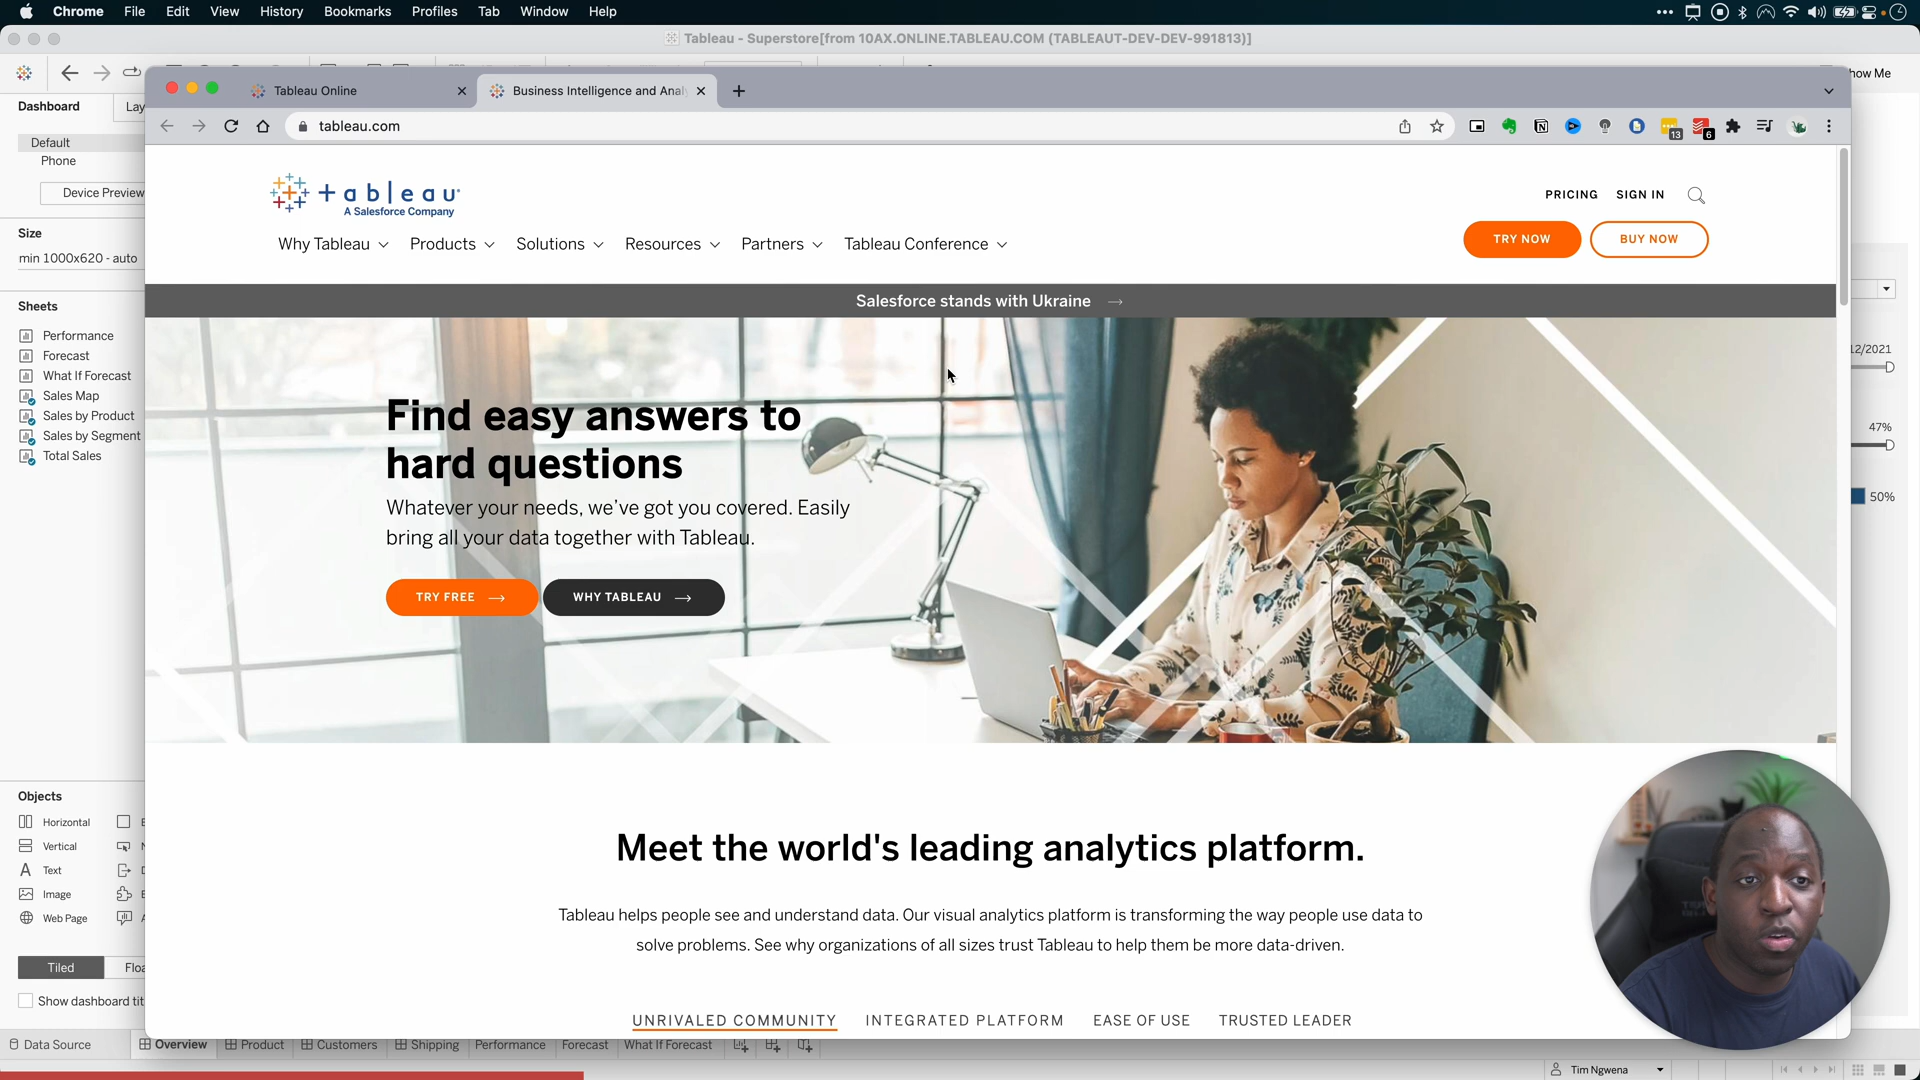 Chrome File Edit View History Bookmarks Profiles Tab Window Help
Tableau - Superstore[from 10AX.ONLINE.TABLEAU.COM (TABLEAUT-DEV-DEV-991813)]
how Me
Dashboard Lay
Default
Phone
Device Preview
Size
min 1000x620 - auto
Sheets
Performance
Forecast
What If Forecast
Sales Map
Sales by Product
Sales by Segment
Total Sales
Objects
Horizontal
Vertical
Text
Image
Web Page
Tiled Floa
Show dashboard tit
12/2021
47%
50%
Tableau Online
Business Intelligence and Anal
tableau.com
13
6
+ableau
A Salesforce Company
PRICING SIGN IN
Why Tableau Products Solutions Resources Partners Tableau Conference
TRY NOW BUY NOW
Salesforce stands with Ukraine →
Find easy answers to
hard questions
Whatever your needs, we've got you covered. Easily
bring all your data together with Tableau.
TRY FREE → WHY TABLEAU →
Meet the world's leading analytics platform.
Tableau helps people see and understand data. Our visual analytics platform is transforming the way people use data to
solve problems. See why organizations of all sizes trust Tableau to help them be more data-driven.
UNRIVALED COMMUNITY INTEGRATED PLATFORM EASE OF USE TRUSTED LEADER
Data Source Overview Product Customers Shipping Performance Forecast What If Forecast
Tim Ngwena